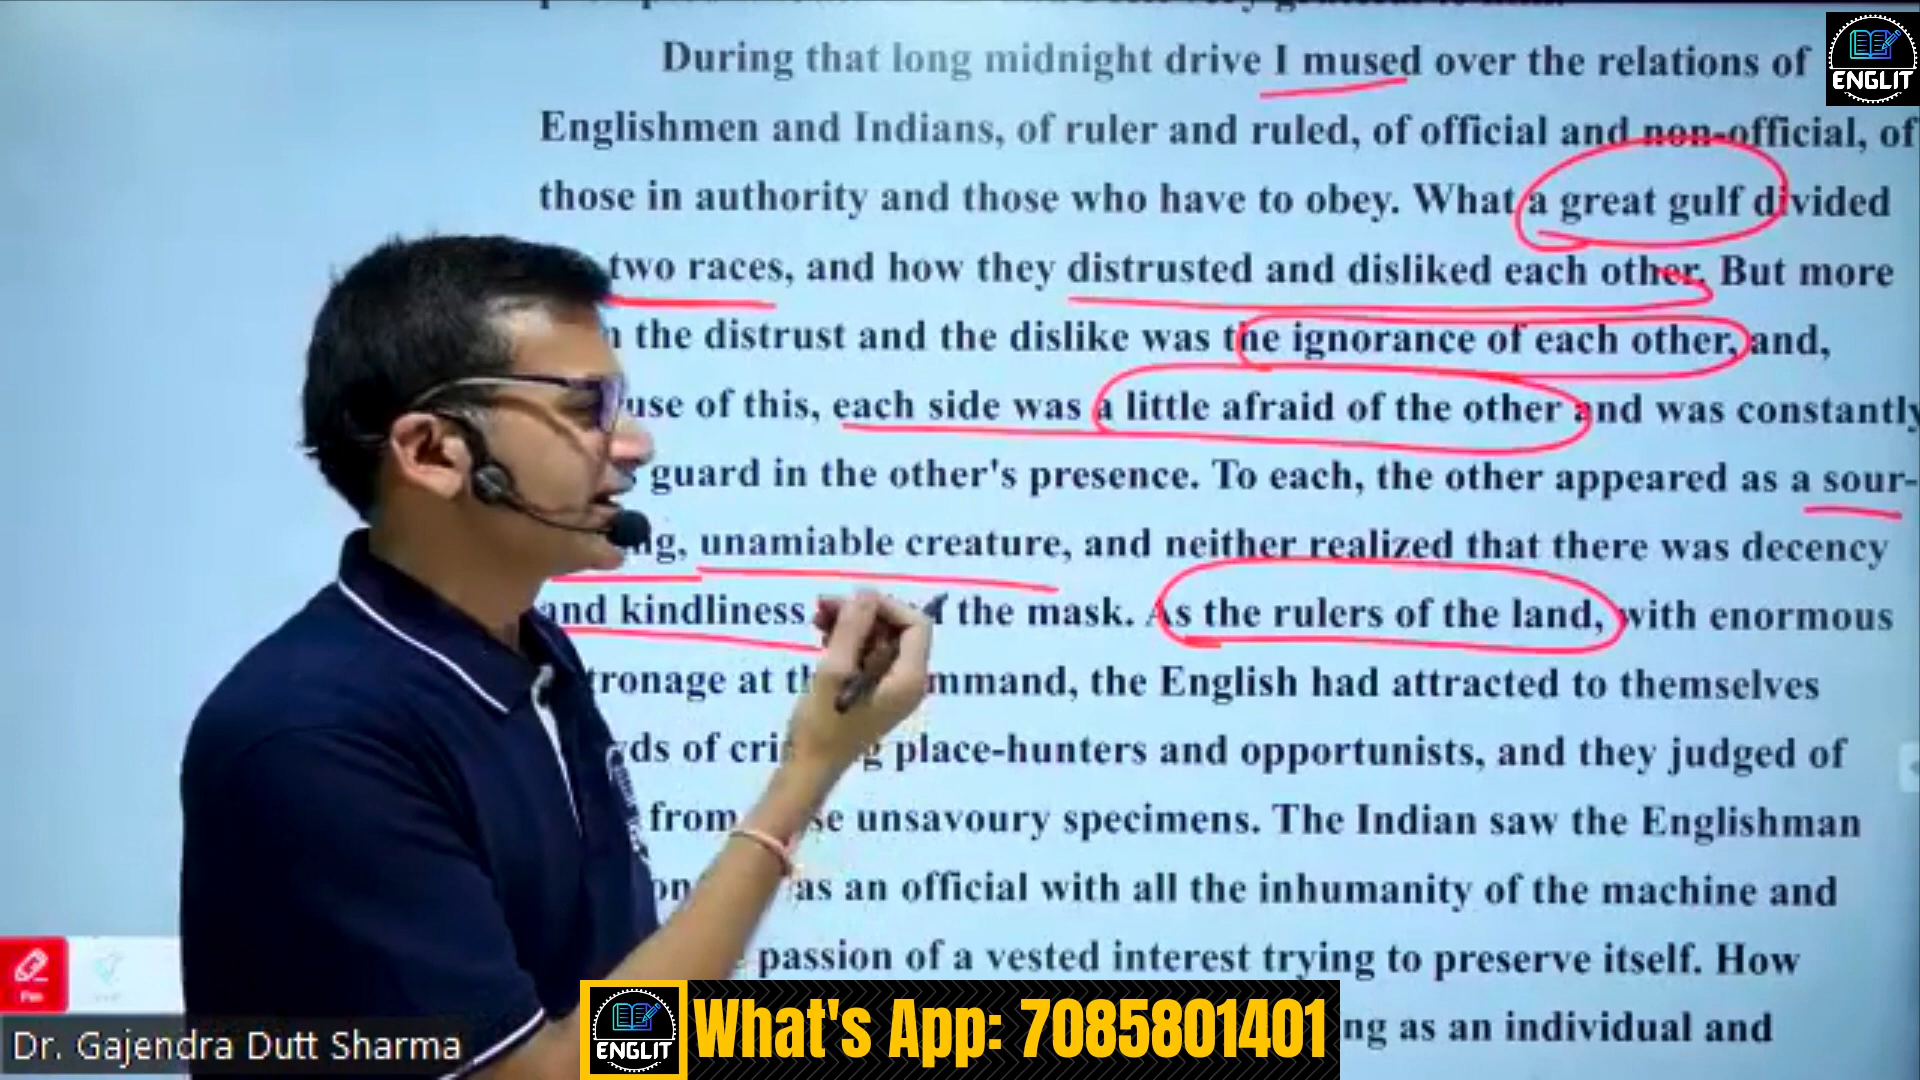 During that long midnight drive I mused over the relations of
ENGLIT
Englishmen and Indians, of ruler and ruled, of official and non-official, of
those in authority and those who have to obey. What a great gulf divided
two races, and how they distrusted and disliked each other. But more
the distrust and the dislike was the ignorance of each other, and,
of this, each side was a little afraid of the other and was constantly
guard in the other's presence. To each, the other appeared as a sour-
unamiable creature, and neither realized that there was decency
and kindliness the mask. As the rulers of the land, with enormous
at command, the English had attracted to themselves
of place-hunters and opportunists, and they judged of
from unsavoury specimens. The Indian saw the Englishman
as an official with all the inhumanity of the machine and
passion of a vested interest trying to preserve itself. How
as an individual and
Pen
Dr. Gajendra Dutt Sharma
ENGLIT
What's App: 7085801401